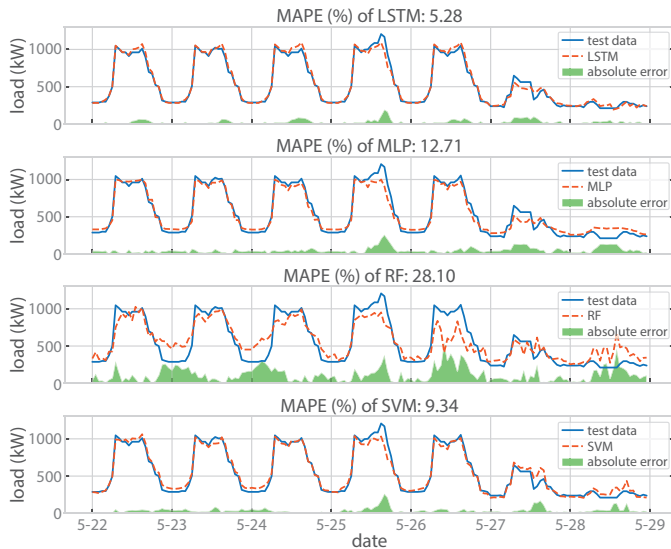 MAPE (%) of LSTM: 5.28
load (kW)
1000
500
0
test data
LSTM
absolute error
MAPE (%) of MLP: 12.71
load (kW)
1000
500
0
test data
MLP
absolute error
MAPE (%) of RF: 28.10
load (kW)
1000
500
0
test data
RF
absolute error
MAPE (%) of SVM: 9.34
load (kW)
1000
500
0
test data
SVM
absolute error
5-22 5-23 5-24 5-25 5-26 5-27 5-28 5-29
date